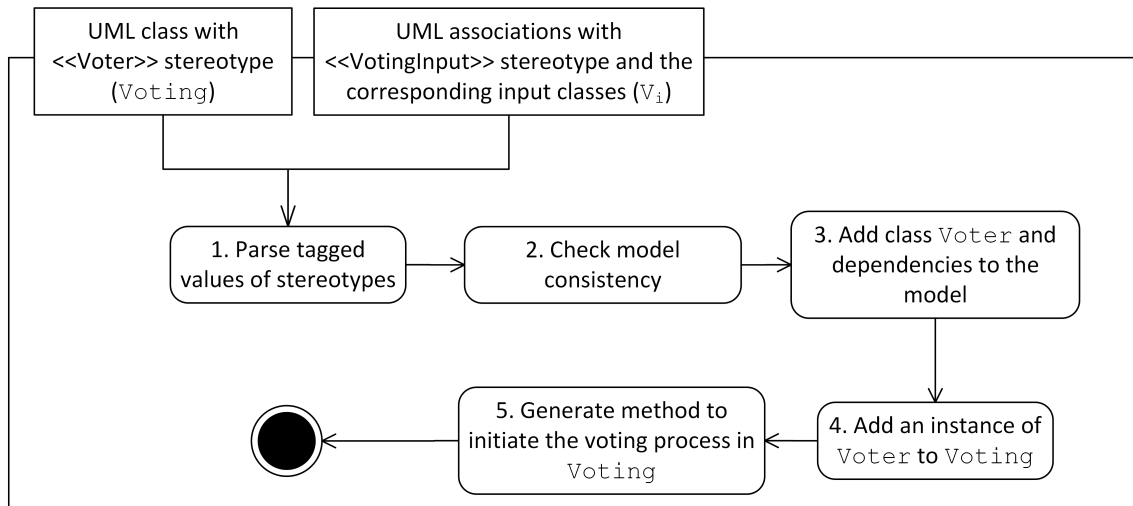 UML class with
<<Voter>> stereotype
(Voting)
UML associations with
<<VotingInput>> stereotype and the
corresponding input classes (Vi)
1. Parse tagged
values of stereotypes
2. Check model
consistency
3. Add class Voter and
dependencies to the
model
4. Add an instance of
Voter to Voting
5. Generate method to
initiate the voting process in
Voting